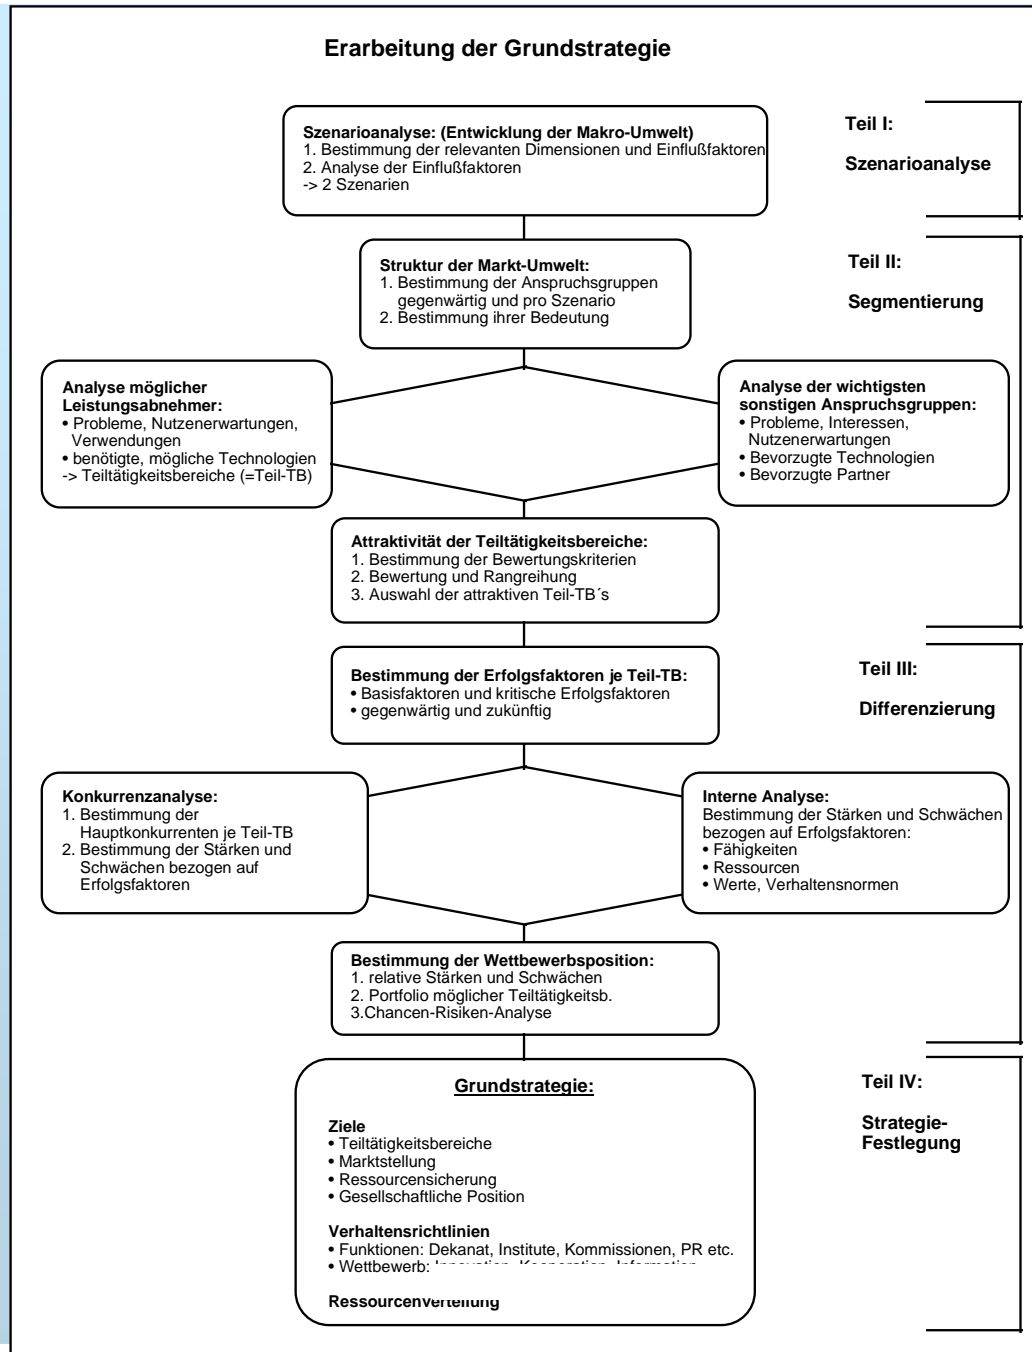 Erarbeitung der Grundstrategie
Szenarioanalyse: (Entwicklung der Makro-Umwelt)
1. Bestimmung der relevanten Dimensionen und Einflußfaktoren
2. Analyse der Einflußfaktoren
-> 2 Szenarien
Teil I:
Szenarioanalyse
Struktur der Markt-Umwelt:
1. Bestimmung der Anspruchsgruppen
gegenwärtig und pro Szenario
2. Bestimmung ihrer Bedeutung
Teil II:
Segmentierung
Analyse möglicher
Leistungsabnehmer:
• Probleme, Nutzenerwartungen,
Verwendungen
• benötigte, mögliche Technologien
-> Teiltätigkeitsbereiche (=Teil-TB)
Analyse der wichtigsten
sonstigen Anspruchsgruppen:
• Probleme, Interessen,
Nutzenerwartungen
• Bevorzugte Technologien
• Bevorzugte Partner
Attraktivität der Teiltätigkeitsbereiche:
1. Bestimmung der Bewertungskriterien
2. Bewertung und Rangreihung
3. Auswahl der attraktiven Teil-TB´s
Bestimmung der Erfolgsfaktoren je Teil-TB:
• Basisfaktoren und kritische Erfolgsfaktoren
• gegenwärtig und zukünftig
Teil III:
Differenzierung
Konkurrenzanalyse:
1. Bestimmung der
Hauptkonkurrenten je Teil-TB
2. Bestimmung der Stärken und
Schwächen bezogen auf
Erfolgsfaktoren
Interne Analyse:
Bestimmung der Stärken und Schwächen
bezogen auf Erfolgsfaktoren:
• Fähigkeiten
• Ressourcen
• Werte, Verhaltensnormen
Bestimmung der Wettbewerbsposition:
1. relative Stärken und Schwächen
2. Portfolio möglicher Teiltätigkeitsb.
3.Chancen-Risiken-Analyse
Teil IV:
Strategie-
Festlegung
Grundstrategie:
Ziele
• Teiltätigkeitsbereiche
• Marktstellung
• Ressourcensicherung
• Gesellschaftliche Position
Verhaltensrichtlinien
• Funktionen: Dekanat, Institute, Kommissionen, PR etc.
• Wettbewerb:
Ressourcenverteilung